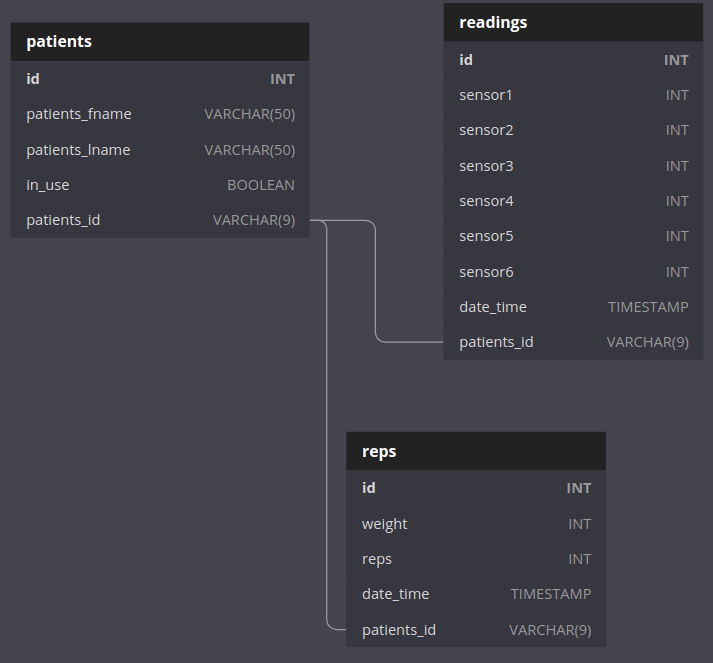 patients
id INT
patients_fname VARCHAR(50)
patients_lname VARCHAR(50)
in_use BOOLEAN
patients_id VARCHAR(9)
readings
id INT
sensor1 INT
sensor2 INT
sensor3 INT
sensor4 INT
sensor5 INT
sensor6 INT
date_time TIMESTAMP
patients_id VARCHAR(9)
reps
id INT
weight INT
reps INT
date_time TIMESTAMP
patients_id VARCHAR(9)